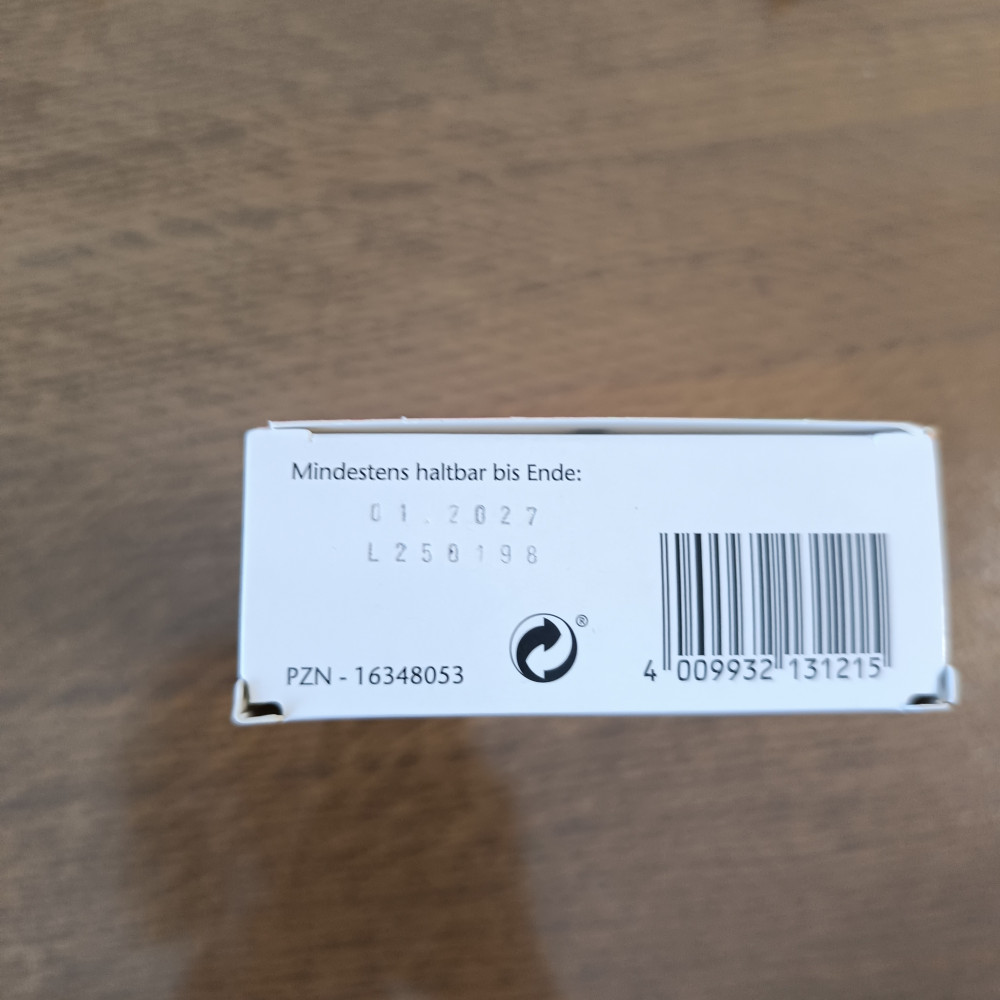 Mindestens haltbar bis Ende:
01.2027
L250198
®
PZN - 16348053
4 009932 131215